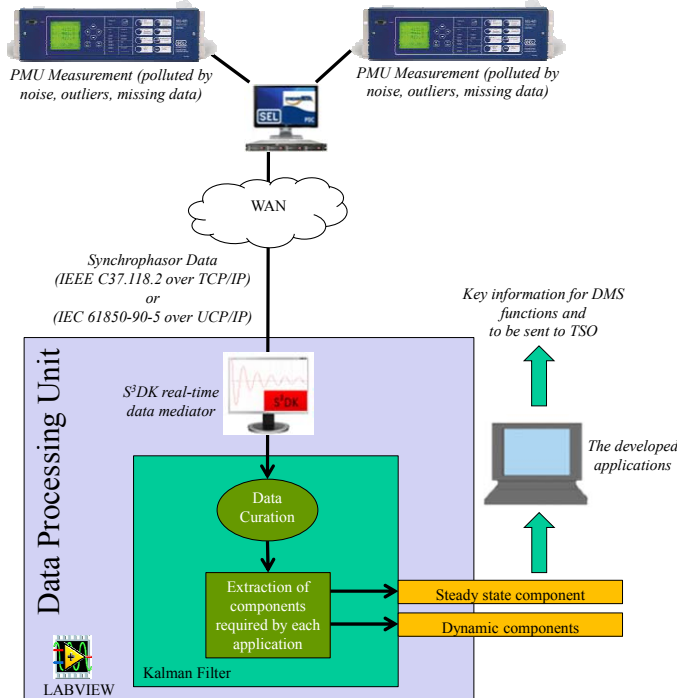 PMU Measurement (polluted by
noise, outliers, missing data)
PMU Measurement (polluted by
noise, outliers, missing data)
SEL
PDC
WAN
Synchrophasor Data
(IEEE C37.118.2 over TCP/IP)
or
(IEC 61850-90-5 over UCP/IP)
Key information for DMS
functions and
to be sent to TSO
Data Processing Unit
S³DK real-time
data mediator
S³DK
The developed
applications
Data
Curation
Extraction of
components
required by each
application
Steady state component
Dynamic components
Kalman Filter
LABVIEW